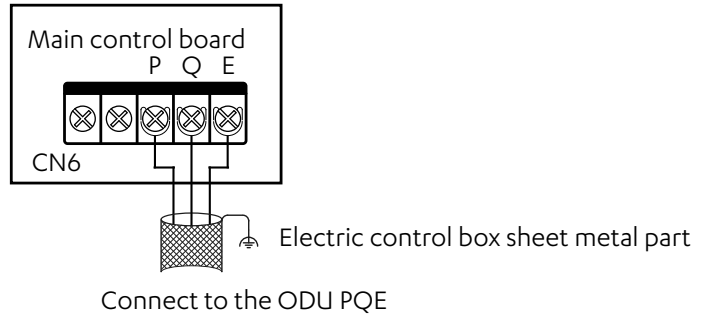 Main control board
P Q E
CN6
Electric control box sheet metal part
Connect to the ODU PQE